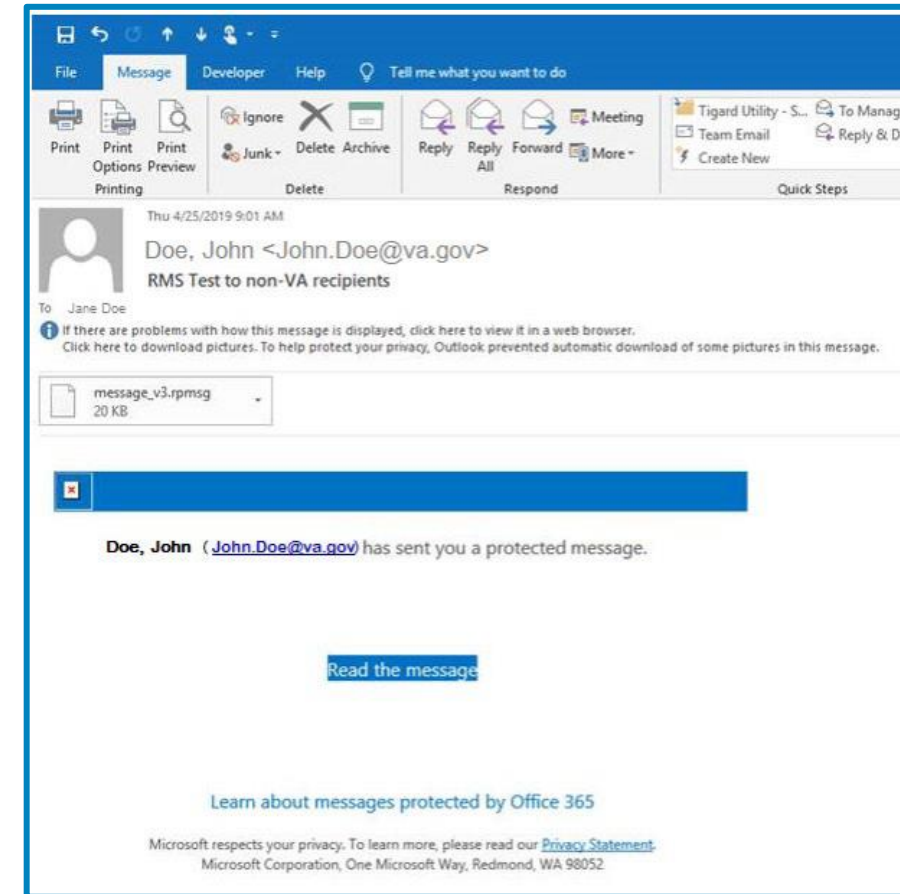 File Message Developer Help Tell me what you want to do
Ignore Meeting Tigard Utility - S... To Manag
Print Print Print Junk Delete Archive Reply Reply Forward More Team Email Reply & D
Options Preview All Create New
Printing Delete Respond Quick Steps
Thu 4/25/2019 9:01 AM
Doe, John <John.Doe@va.gov>
RMS Test to non-VA recipients
To Jane Doe
If there are problems with how this message is displayed, click here to view it in a web browser.
Click here to download pictures. To help protect your privacy, Outlook prevented automatic download of some pictures in this message.
message_v3.rpmsg
20 KB
Doe, John (John.Doe@va.gov) has sent you a protected message.
Read the message
Learn about messages protected by Office 365
Microsoft respects your privacy. To learn more, please read our Privacy Statement.
Microsoft Corporation, One Microsoft Way, Redmond, WA 98052